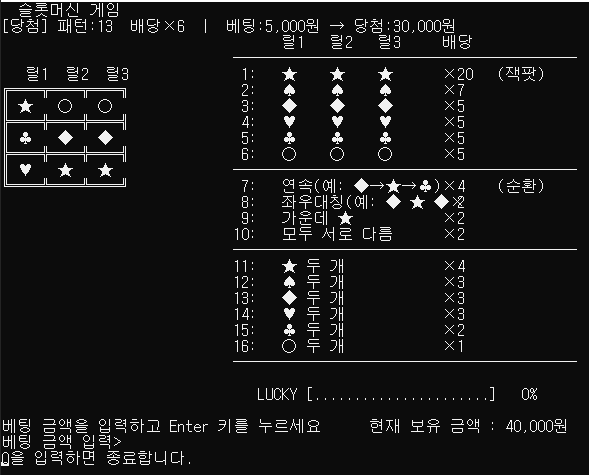 슬롯머신 게임
[당첨] 패턴:13 배당×6 | 베팅:5,000원 → 당첨:30,000원
릴1 릴2 릴3 배당
릴1 릴2 릴3
★ ○ ○
♣ ◆ ◆
♥ ★ ★
1: ★ ★ ★ ×20 (잭팟)
2: ♠ ♠ ♠ ×7
3: ◆ ◆ ◆ ×5
4: ♥ ♥ ♥ ×5
5: ♣ ♣ ♣ ×5
6: ○ ○ ○ ×5
7: 연속(예: ◆→★→♣)×4 (순환)
8: 좌우대칭(예: ◆ ★ ◆ ×2
9: 가운데 ★ ×2
10: 모두 서로 다름 ×2
11: ★ 두 개 ×4
12: ♠ 두 개 ×3
13: ◆ 두 개 ×3
14: ♥ 두 개 ×3
15: ♣ 두 개 ×2
16: ○ 두 개 ×1
LUCKY [......................] 0%
베팅 금액을 입력하고 Enter 키를 누르세요 현재 보유 금액 : 40,000원
베팅 금액 입력>
0을 입력하면 종료합니다.